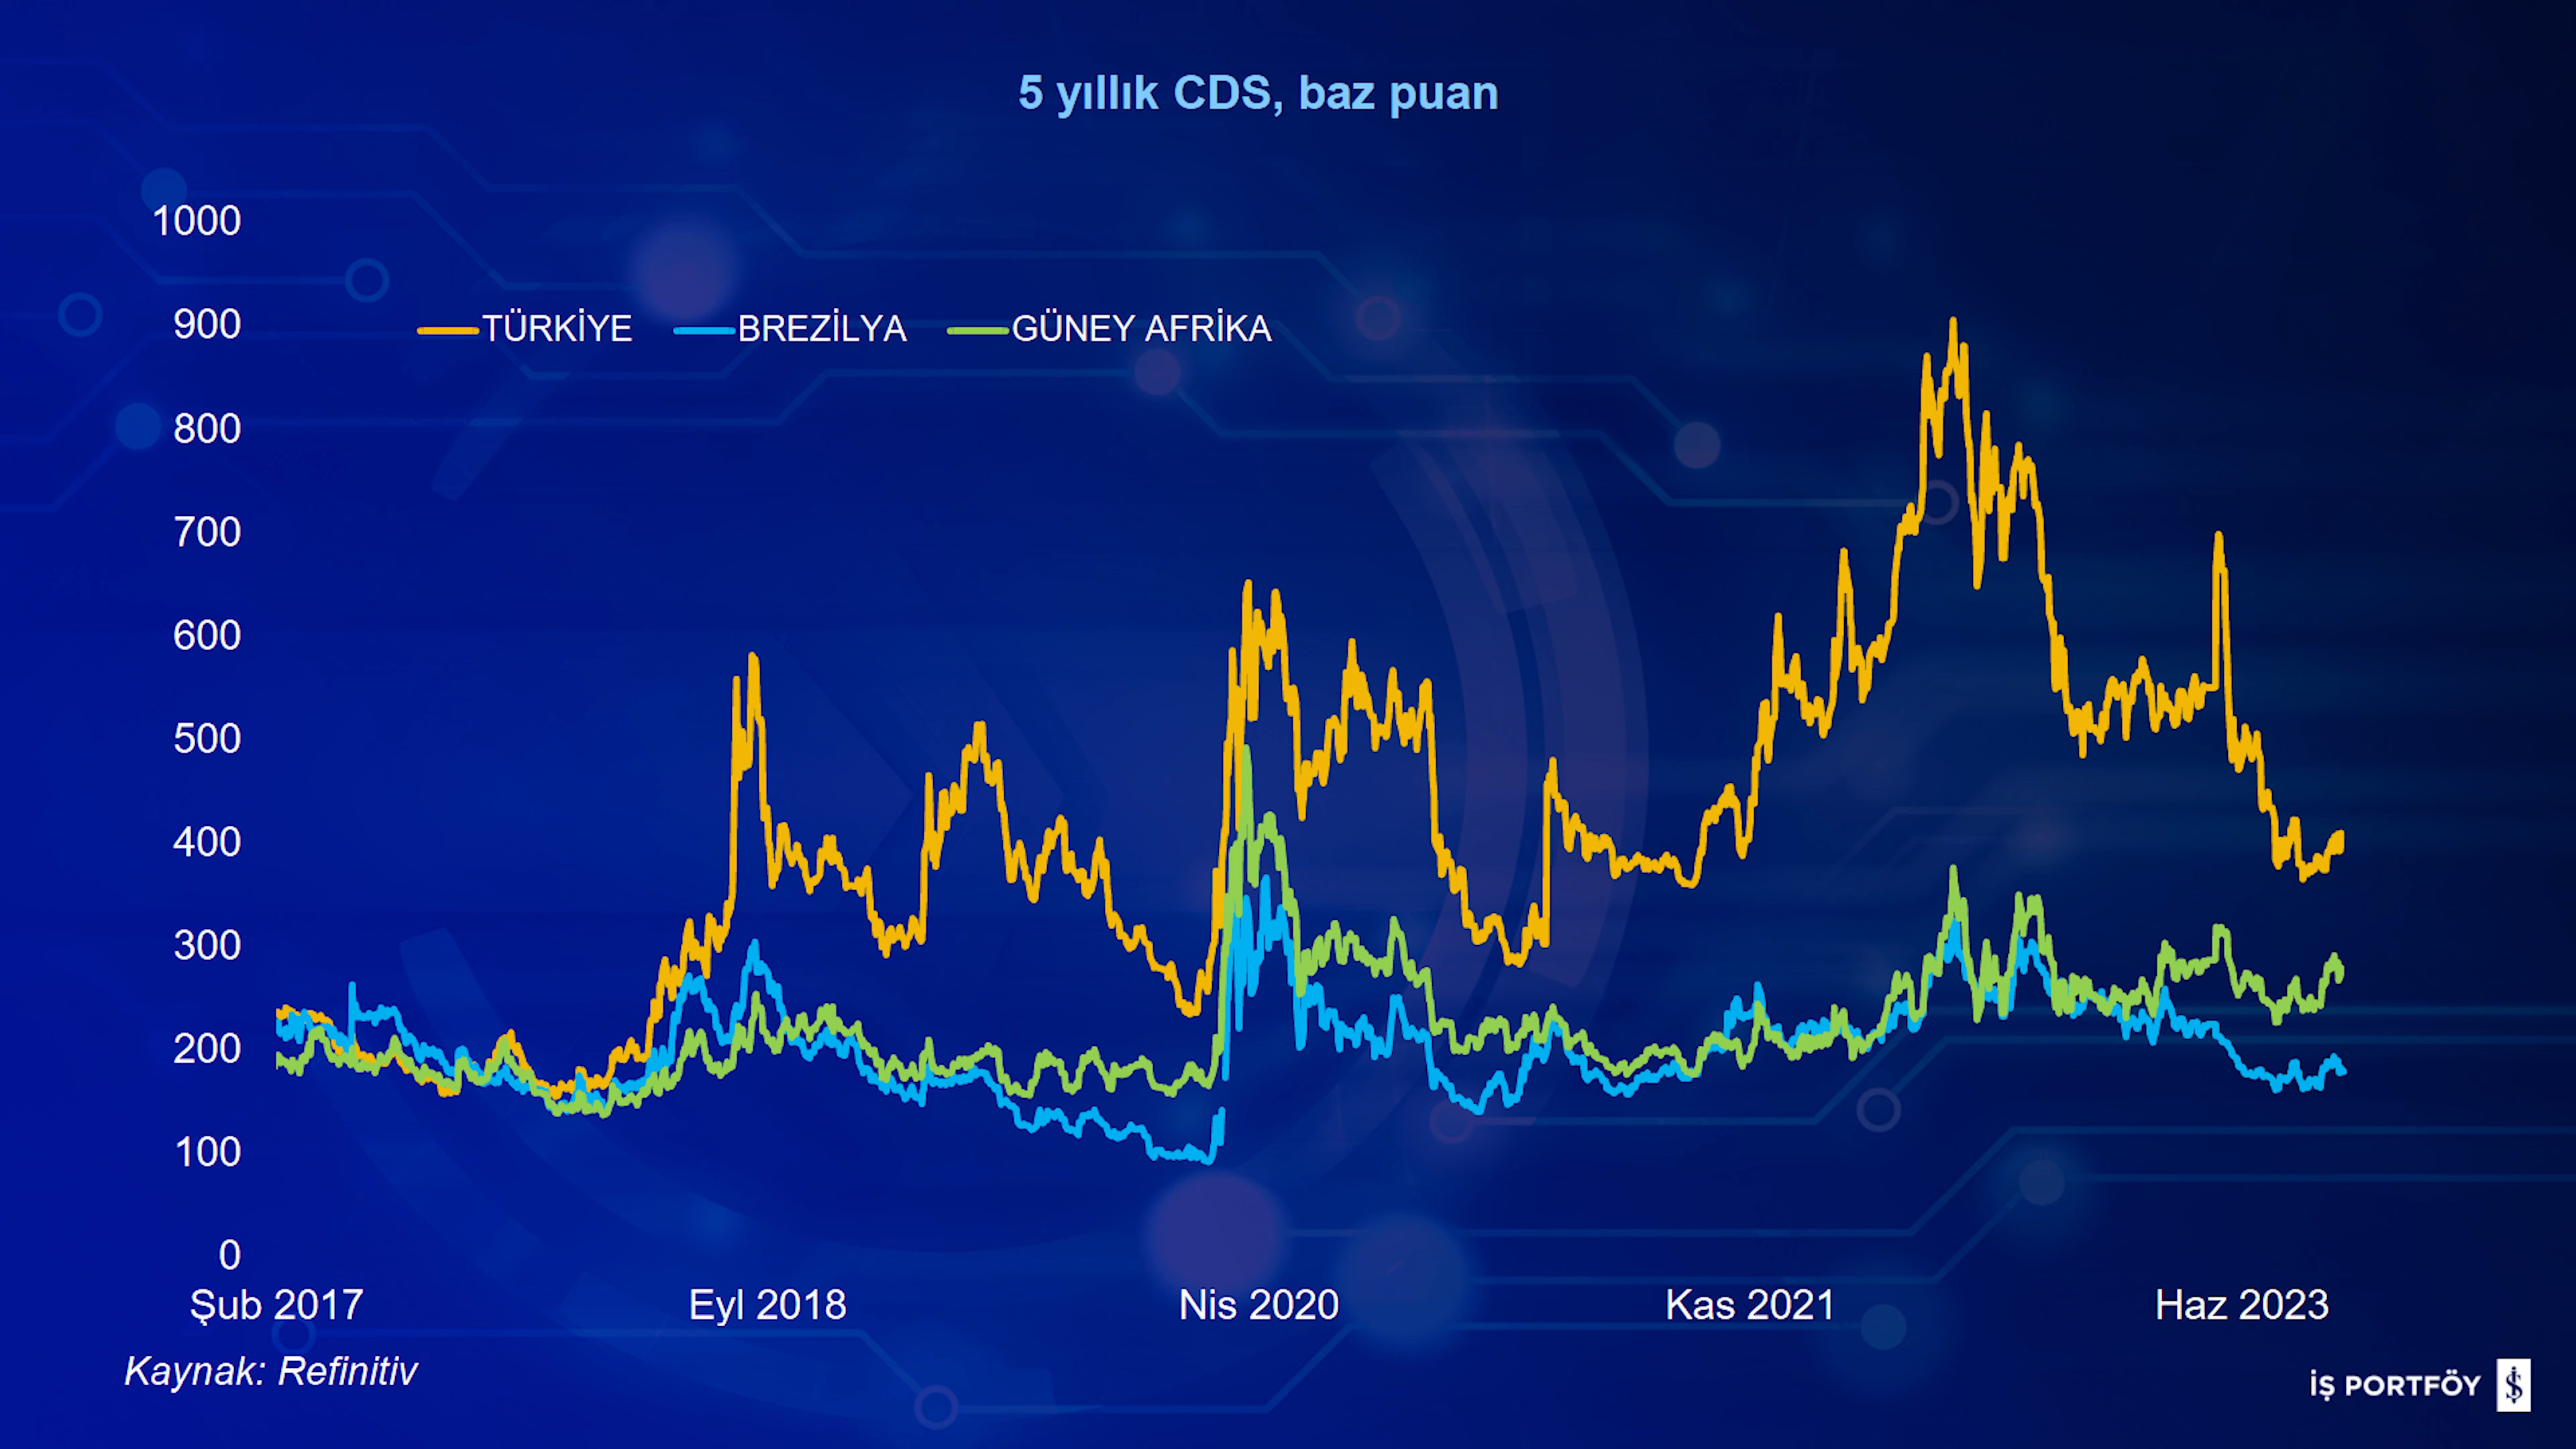 5 yıllık CDS, baz puan
1000
900
TÜRKİYE BREZİLYA GÜNEY AFRİKA
800
700
600
500
400
300
200
100
0
Şub 2017 Eyl 2018 Nis 2020 Kas 2021 Haz 2023
Kaynak: Refinitiv
İŞ PORTFÖY